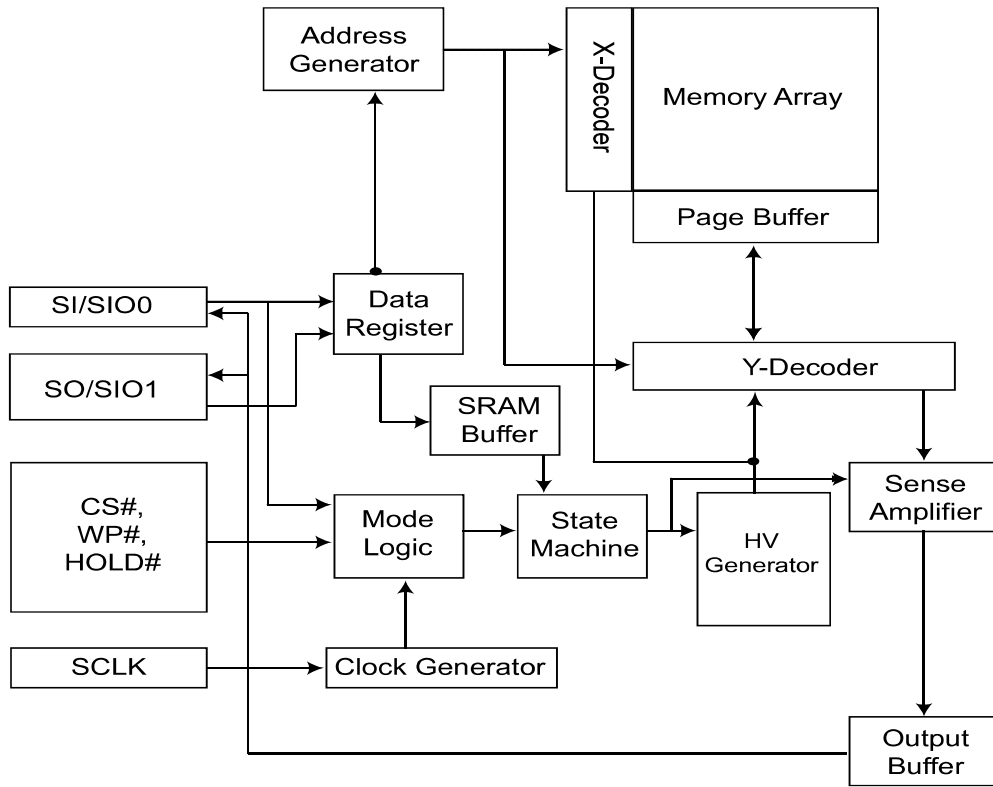 Address
Generator
X-Decoder
Memory Array
Page Buffer
SI/SIO0
Data
Register
SO/SIO1
Y-Decoder
SRAM
Buffer
CS#,
WP#,
HOLD#
Mode
Logic
State
Machine
HV
Generator
Sense
Amplifier
SCLK
Clock Generator
Output
Buffer